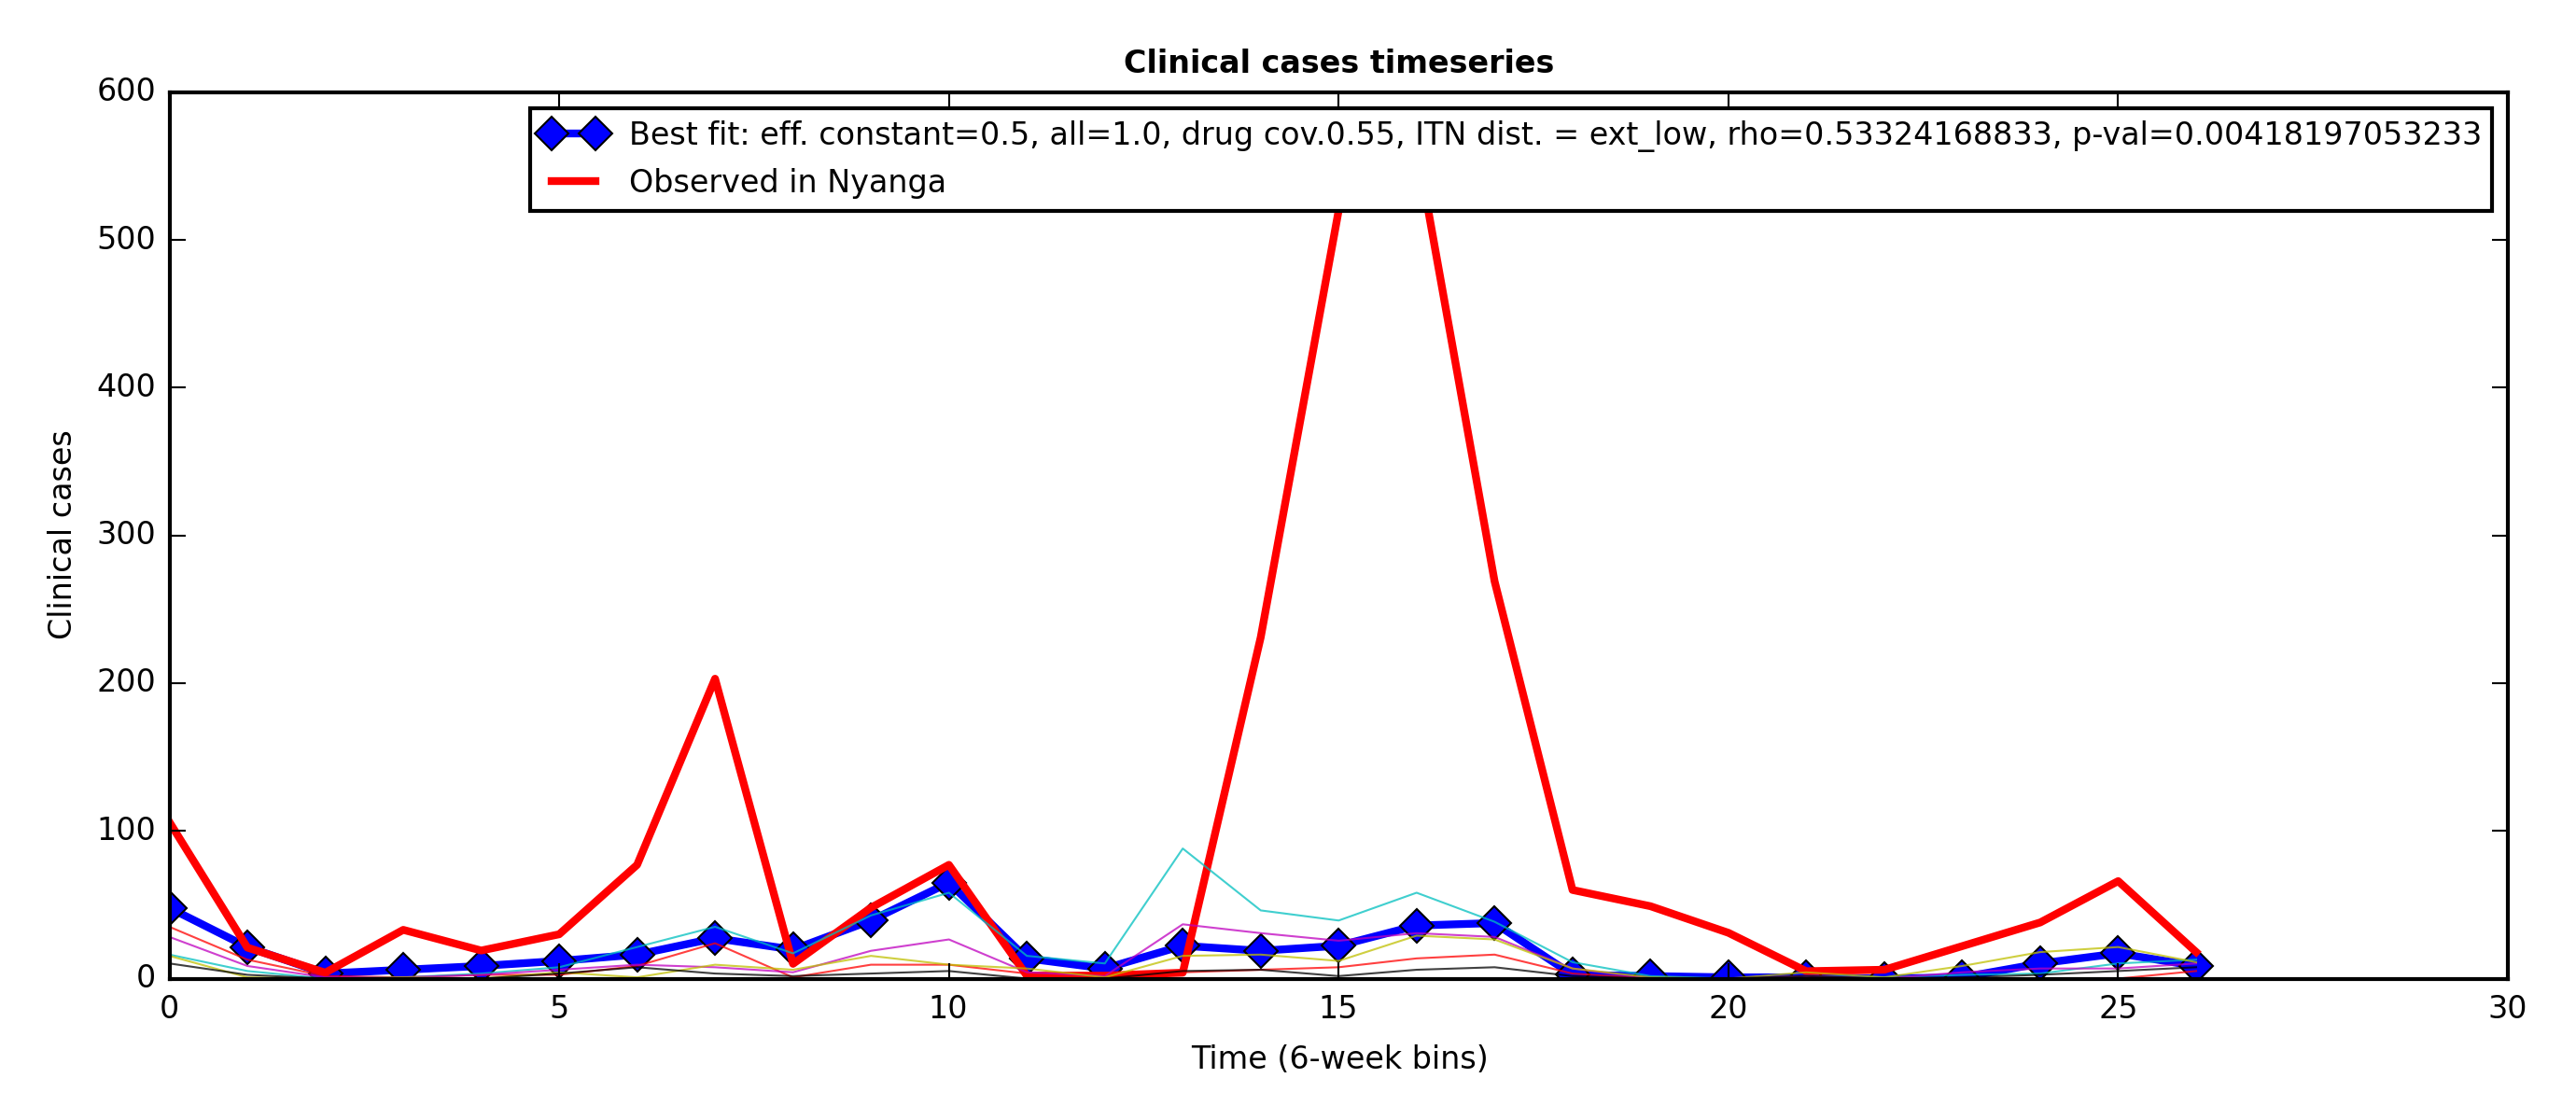 Clinical cases timeseries
600
500
400
300
200
100
0
Clinical cases
Best fit: eff. constant=0.5, all=1.0, drug cov.0.55, ITN dist. = ext_low, rho=0.53324168833, p-val=0.00418197053233
Observed in Nyanga
0 5 10 15 20 25 30
Time (6-week bins)